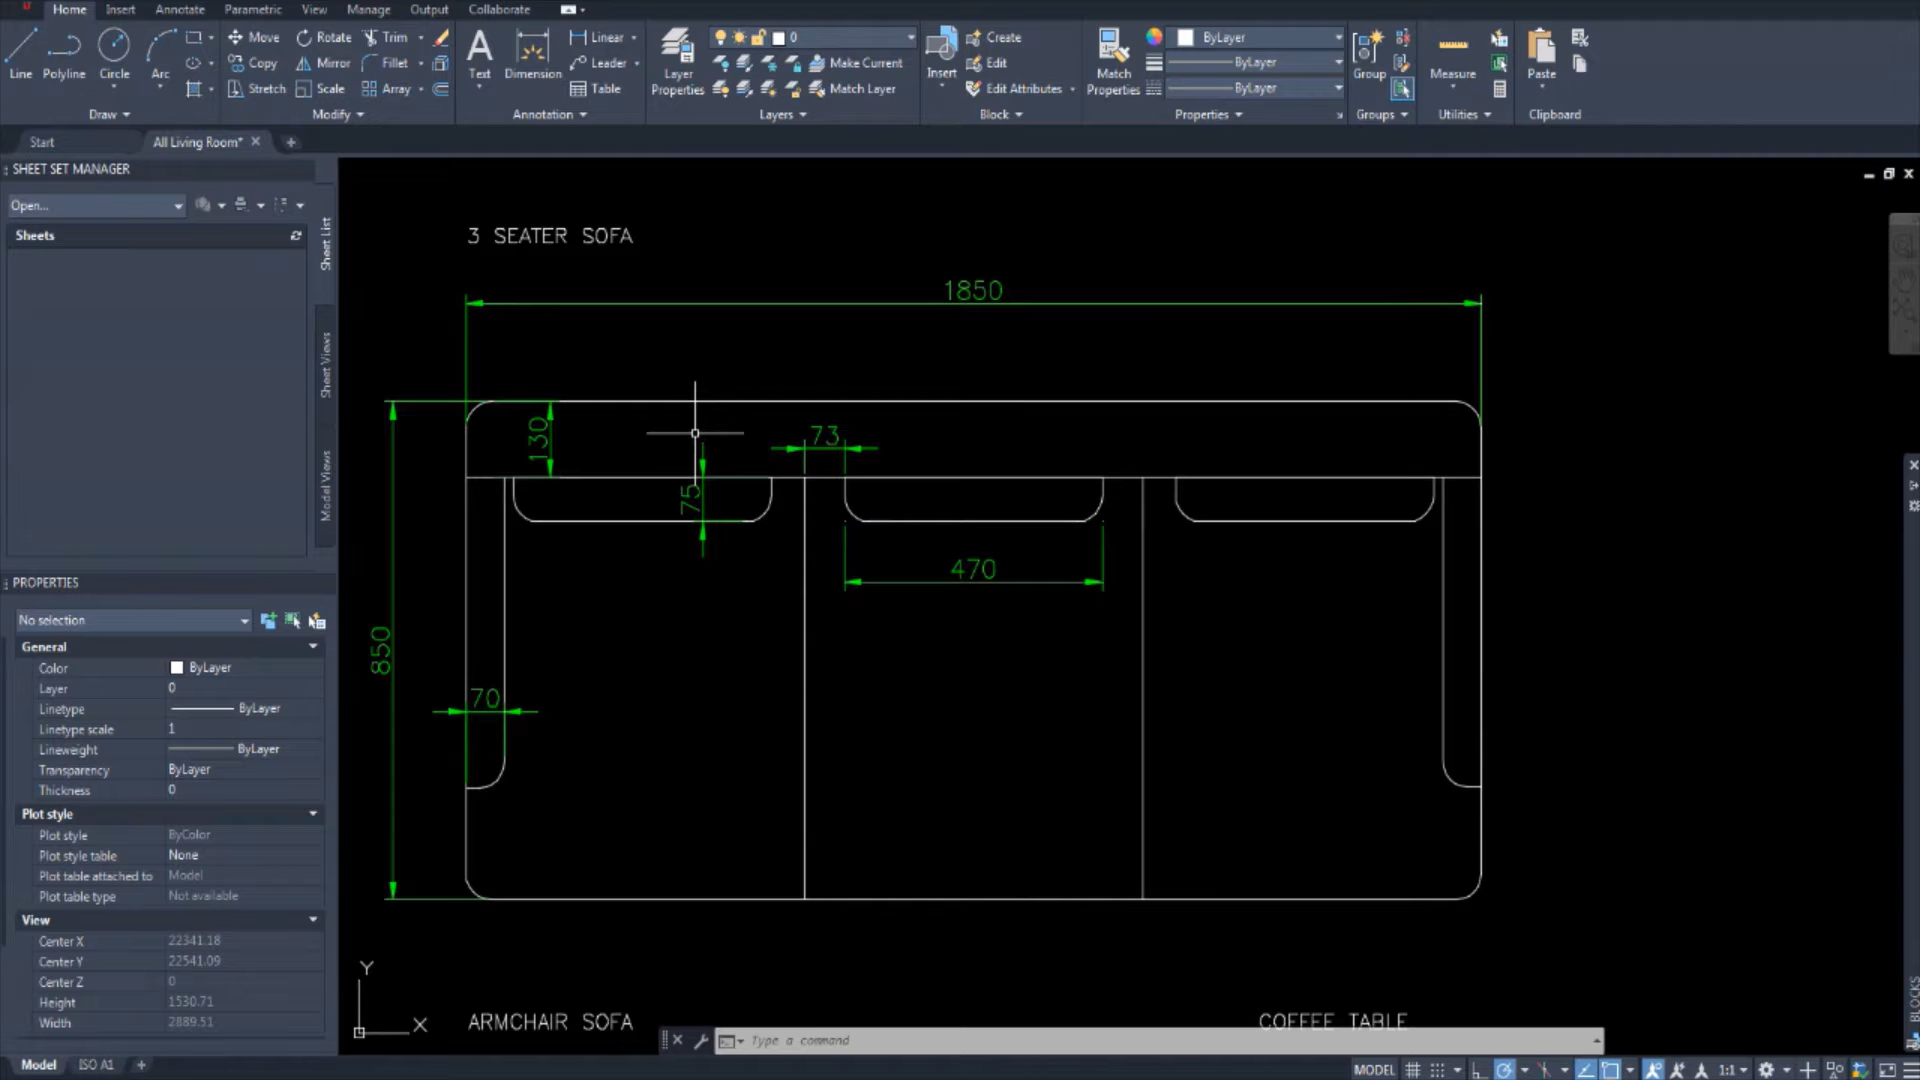 Home Insert Annotate Parametric View Manage Output Collaborate
Line Polyline Circle Arc
Move Rotate Trim
Copy Mirror Fillet
Stretch Scale Array
Text Dimension
Linear
Leader
Table
Layer Properties
0
Make Current
Match Layer
Insert
Create
Edit
Edit Attributes
Match Properties
ByLayer
ByLayer
ByLayer
Group
Measure
Paste
Draw Modify Annotation Layers Block Properties Groups Utilities Clipboard
Start All Living Room*
SHEET SET MANAGER
Open...
Sheets
Sheet List
Sheet Views
Model Views
PROPERTIES
No selection
General
Color ByLayer
Layer 0
Linetype ByLayer
Linetype scale 1
Lineweight ByLayer
Transparency ByLayer
Thickness 0
Plot style
Plot style ByColor
Plot style table None
Plot table attached to Model
Plot table type Not available
View
Center X 22341.18
Center Y 22541.09
Center Z 0
Height 1530.71
Width 2889.51
3 SEATER SOFA
1850
130
73
75
470
850
70
Y
X
ARMCHAIR SOFA
COFFEE TABLE
Type a command
BLOCKS
Model ISO A1
MODEL
1:1